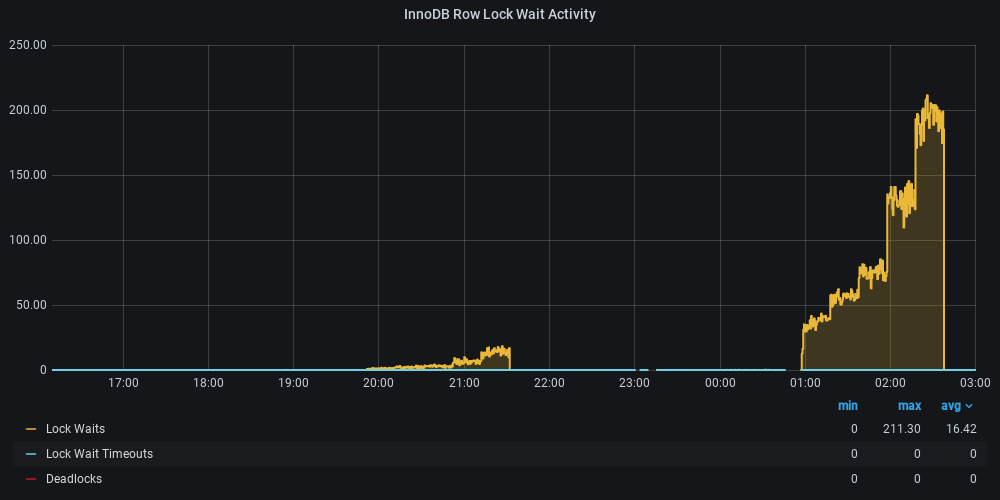 InnoDB Row Lock Wait Activity
250.00
200.00
150.00
100.00
50.00
0
17:00 18:00 19:00 20:00 21:00 22:00 23:00 00:00 01:00 02:00 03:00
min max avg
Lock Waits 0 211.30 16.42
Lock Wait Timeouts 0 0 0
Deadlocks 0 0 0